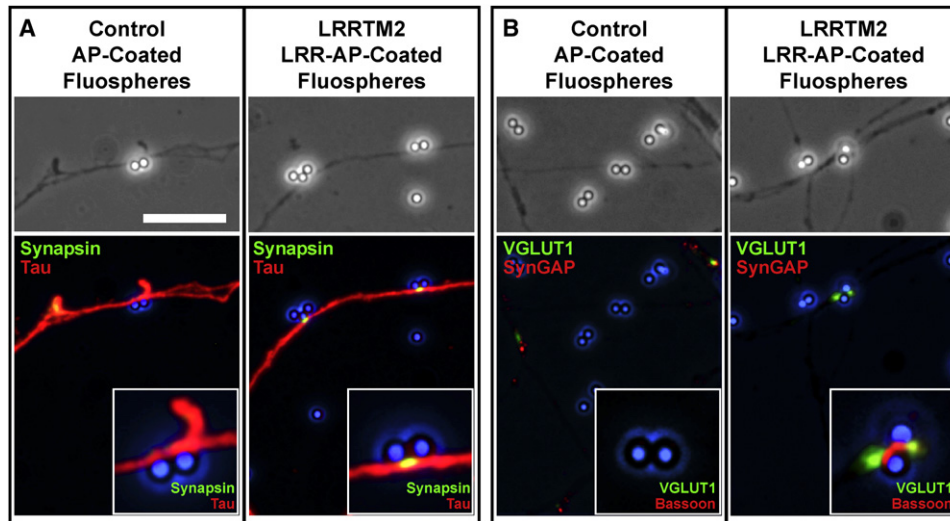 A
Control
AP-Coated
Fluospheres
LRRTM2
LRR-AP-Coated
Fluospheres
Synapsin
Tau
Synapsin
Tau
Synapsin
Tau
Synapsin
Tau
B
Control
AP-Coated
Fluospheres
LRRTM2
LRR-AP-Coated
Fluospheres
VGLUT1
SynGAP
VGLUT1
SynGAP
VGLUT1
Bassoon
VGLUT1
Bassoon